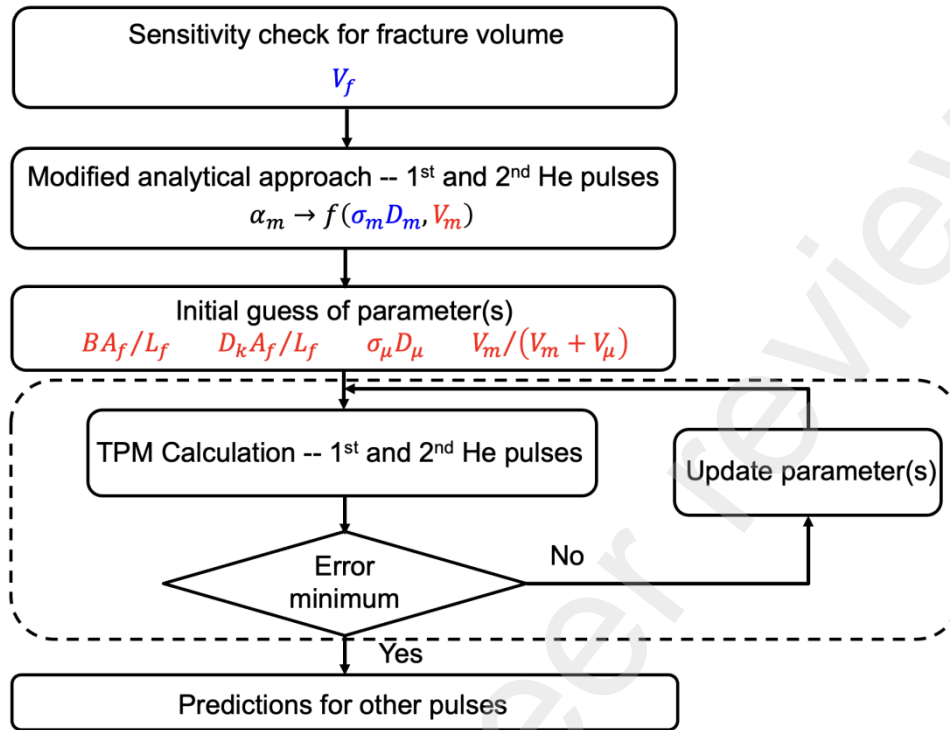 Sensitivity check for fracture volume
V_f
Modified analytical approach -- 1st and 2nd He pulses
α_m → f(σ_m D_m, V_m)
Initial guess of parameter(s)
BA_f/L_f D_k A_f/L_f σ_μ D_μ V_m/(V_m + V_μ)
TPM Calculation -- 1st and 2nd He pulses
Update parameter(s)
Error
minimum
No
Yes
Predictions for other pulses
eer review